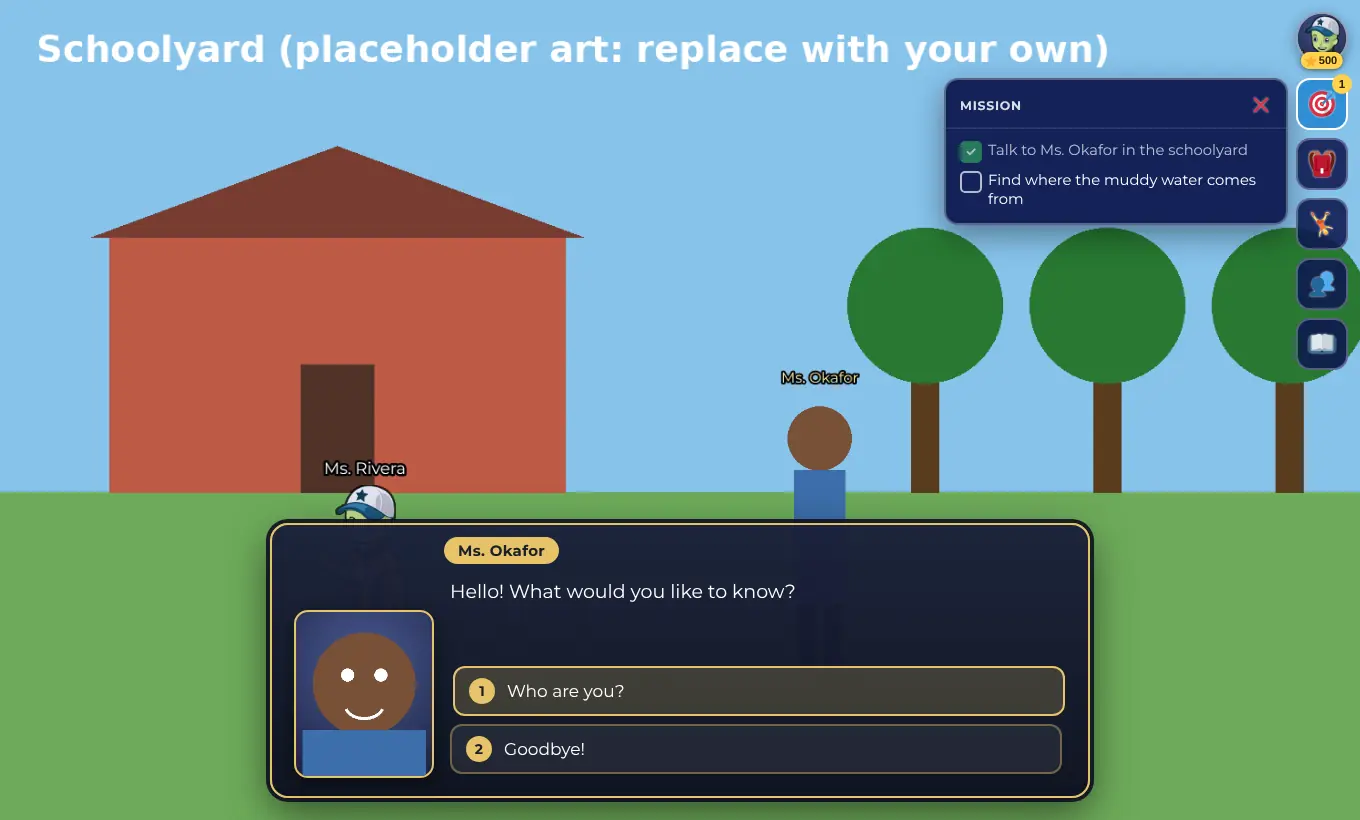 Schoolyard (placeholder art: replace with your own)
500
1
MISSION
Talk to Ms. Okafor in the schoolyard
Find where the muddy water comes
from
Ms. Okafor
Ms. Rivera
Ms. Okafor
Hello! What would you like to know?
1 Who are you?
2 Goodbye!